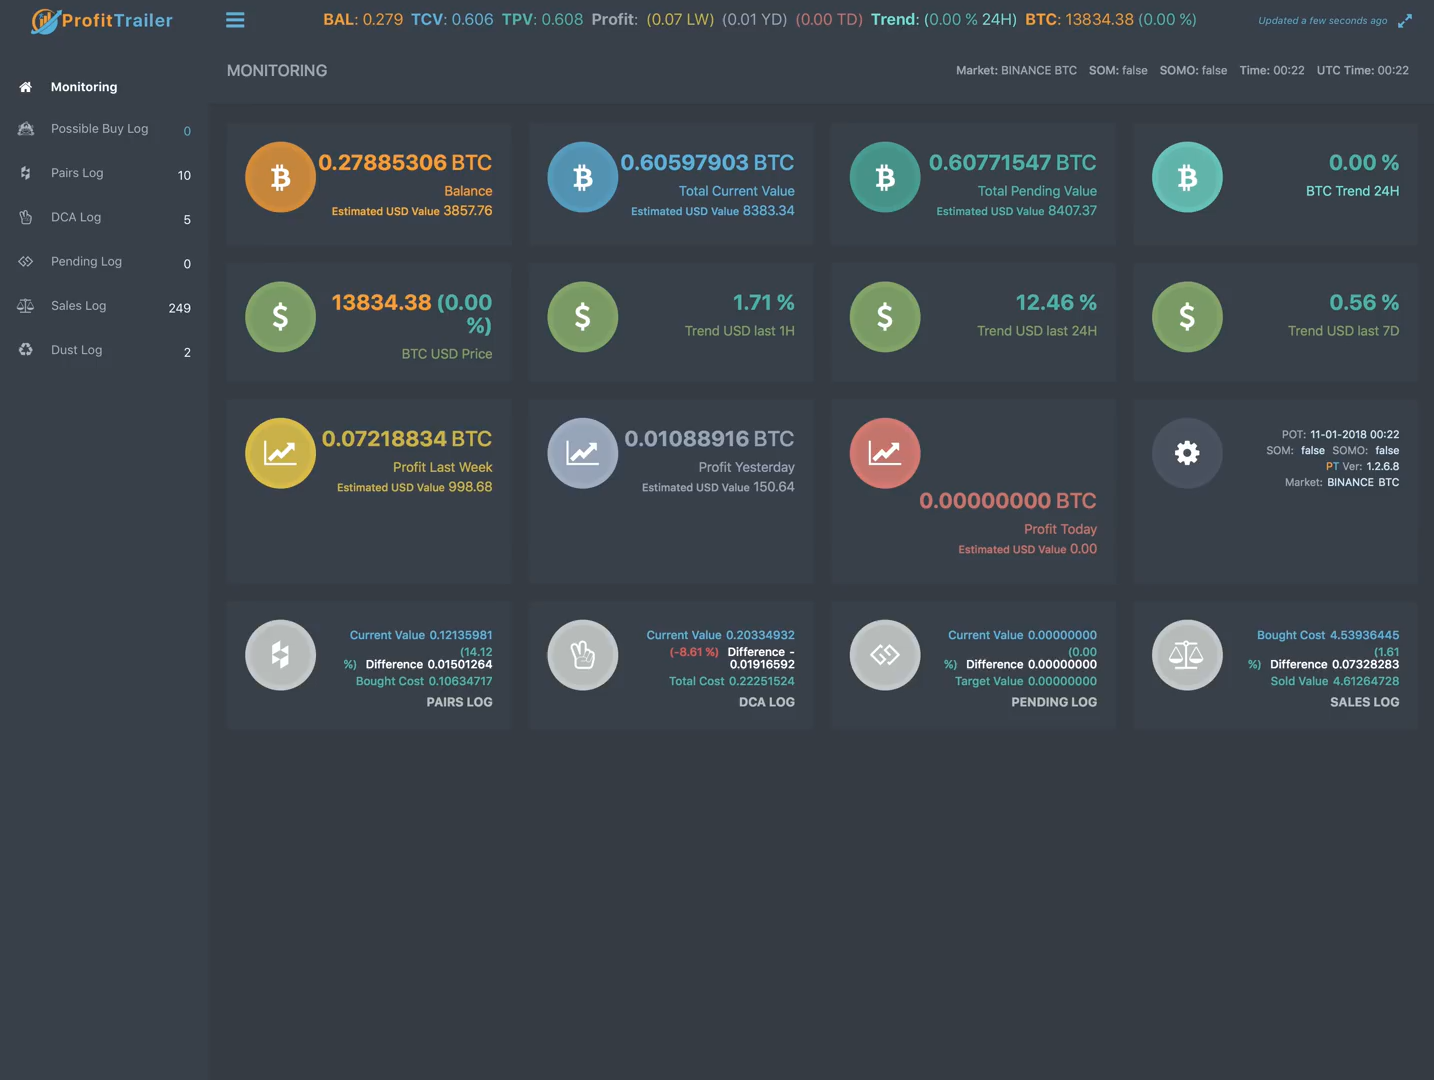 ProfitTrailer
BAL: 0.279 TCV: 0.606 TPV: 0.608 Profit: (0.07 LW) (0.01 YD) (0.00 TD) Trend: (0.00 % 24H) BTC: 13834.38 (0.00 %)
Updated a few seconds ago
MONITORING
Market: BINANCE BTC SOM: false SOMO: false Time: 00:22 UTC Time: 00:22
Monitoring
Possible Buy Log 0
Pairs Log 10
DCA Log 5
Pending Log 0
Sales Log 249
Dust Log 2
0.27885306 BTC
Balance
Estimated USD Value 3857.76
0.60597903 BTC
Total Current Value
Estimated USD Value 8383.34
0.60771547 BTC
Total Pending Value
Estimated USD Value 8407.37
0.00 %
BTC Trend 24H
13834.38 (0.00
%)
BTC USD Price
1.71 %
Trend USD last 1H
12.46 %
Trend USD last 24H
0.56 %
Trend USD last 7D
0.07218834 BTC
Profit Last Week
Estimated USD Value 998.68
0.01088916 BTC
Profit Yesterday
Estimated USD Value 150.64
0.00000000 BTC
Profit Today
Estimated USD Value 0.00
POT: 11-01-2018 00:22
SOM: false SOMO: false
PT Ver: 1.2.6.8
Market: BINANCE BTC
Current Value 0.12135981
(14.12
%) Difference 0.01501264
Bought Cost 0.10634717
PAIRS LOG
Current Value 0.20334932
(-8.61 %) Difference -
0.01916592
Total Cost 0.22251524
DCA LOG
Current Value 0.00000000
(0.00
%) Difference 0.00000000
Target Value 0.00000000
PENDING LOG
Bought Cost 4.53936445
(1.61
%) Difference 0.07328283
Sold Value 4.61264728
SALES LOG